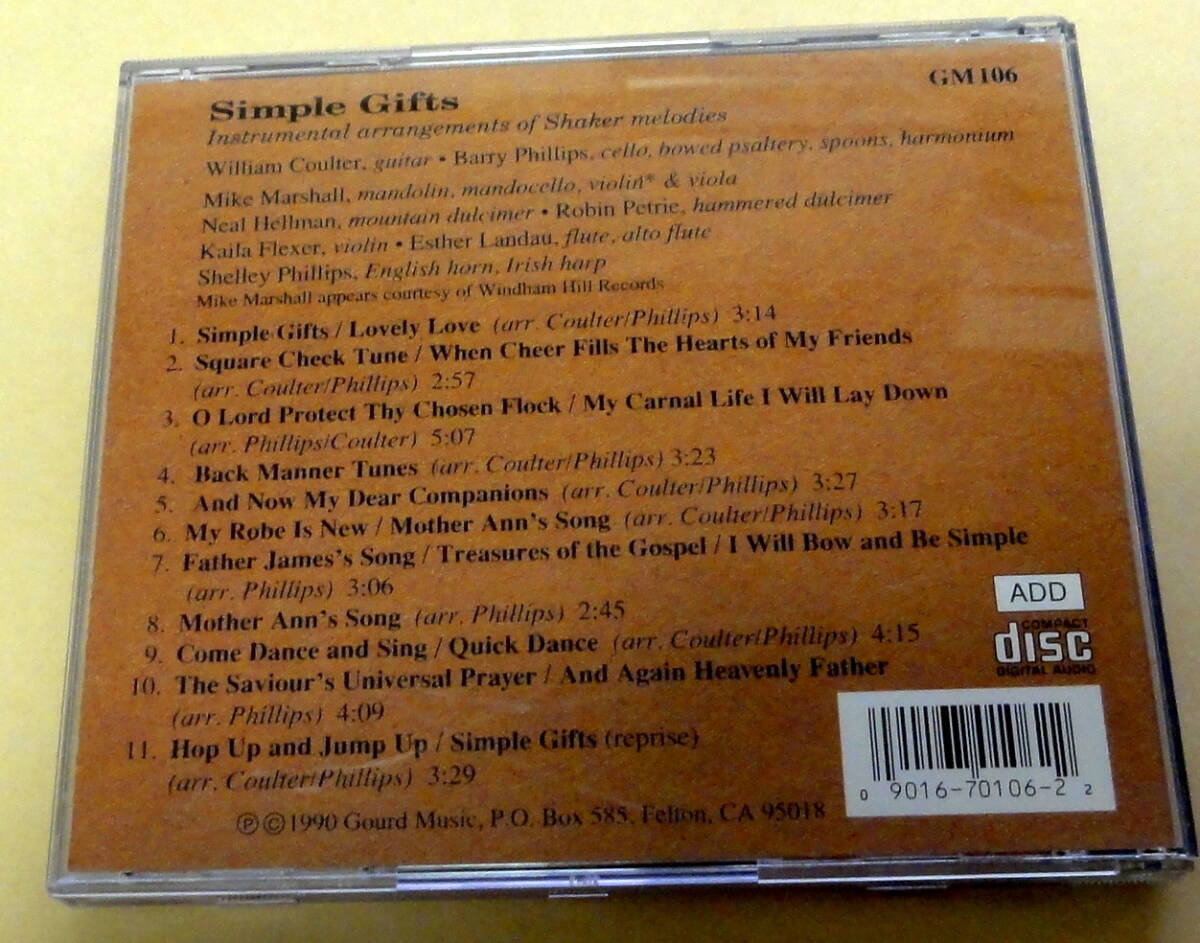 GM106
Simple Gifts
Instrumental arrangements of Shaker melodies
William Coulter, guitar • Barry Phillips, cello, bowed psaltery, spoons, harmonium
Mike Marshall, mandolin, mandocello, violin* & viola
Neal Hellman, mountain dulcimer • Robin Petrie, hammered dulcimer
Kaila Flexer, violin • Esther Landau, flute, alto flute
Shelley Phillips, English horn, Irish harp
Mike Marshall appears courtesy of Windham Hill Records
1. Simple Gifts / Lovely Love (arr. Coulter/Phillips) 3:14
2. Square Check Tune / When Cheer Fills The Hearts of My Friends
(arr. Coulter/Phillips) 2:57
3. O Lord Protect Thy Chosen Flock / My Carnal Life I Will Lay Down
(arr. Phillips/Coulter) 5:07
4. Back Manner Tunes (arr. Coulter/Phillips) 3:23
5. And Now My Dear Companions (arr. Coulter/Phillips) 3:27
6. My Robe Is New / Mother Ann's Song (arr. Coulter/Phillips) 3:17
7. Father James's Song / Treasures of the Gospel / I Will Bow and Be Simple
(arr. Phillips) 3:06
8. Mother Ann's Song (arr. Phillips) 2:45
9. Come Dance and Sing / Quick Dance (arr. Coulter/Phillips) 4:15
10. The Saviour's Universal Prayer / And Again Heavenly Father
(arr. Phillips) 4:09
11. Hop Up and Jump Up / Simple Gifts (reprise)
(arr. Coulter/Phillips) 3:29
℗©1990 Gourd Music, P.O. Box 585, Felton, CA 95018
ADD
COMPACT
disc
DIGITAL AUDIO
0 9016-70106-2 2